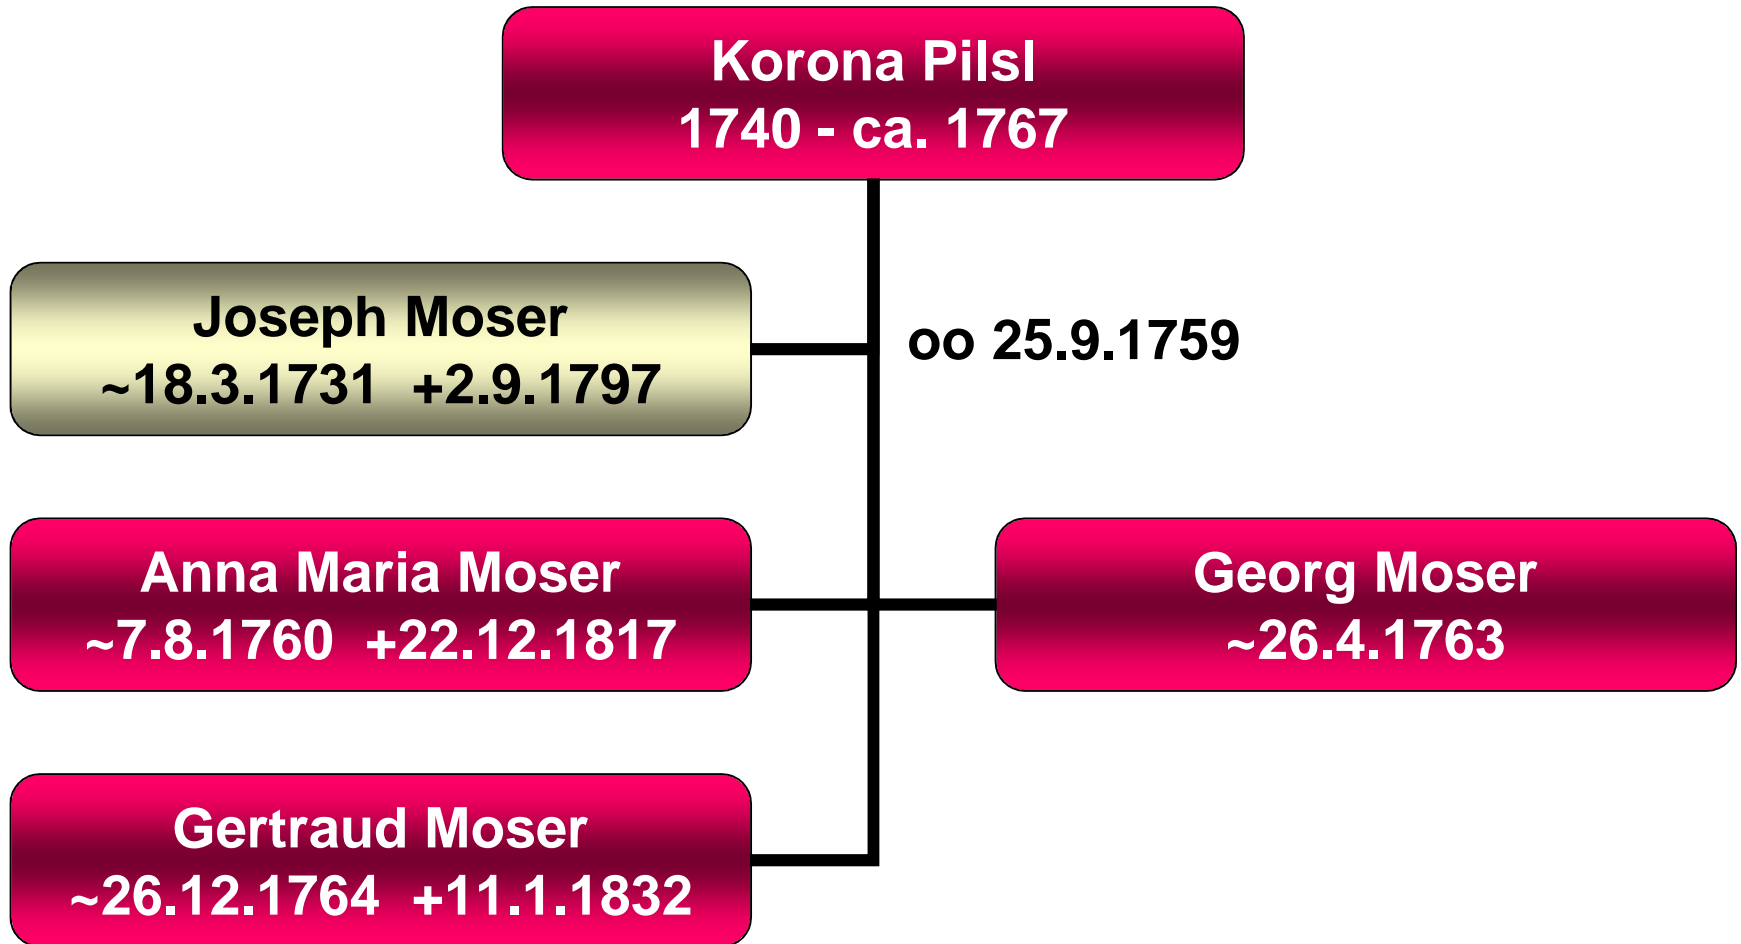 Korona Pilsl
1740 - ca. 1767
Joseph Moser
~18.3.1731 +2.9.1797
oo 25.9.1759
Anna Maria Moser
~7.8.1760 +22.12.1817
Georg Moser
~26.4.1763
Gertraud Moser
~26.12.1764 +11.1.1832